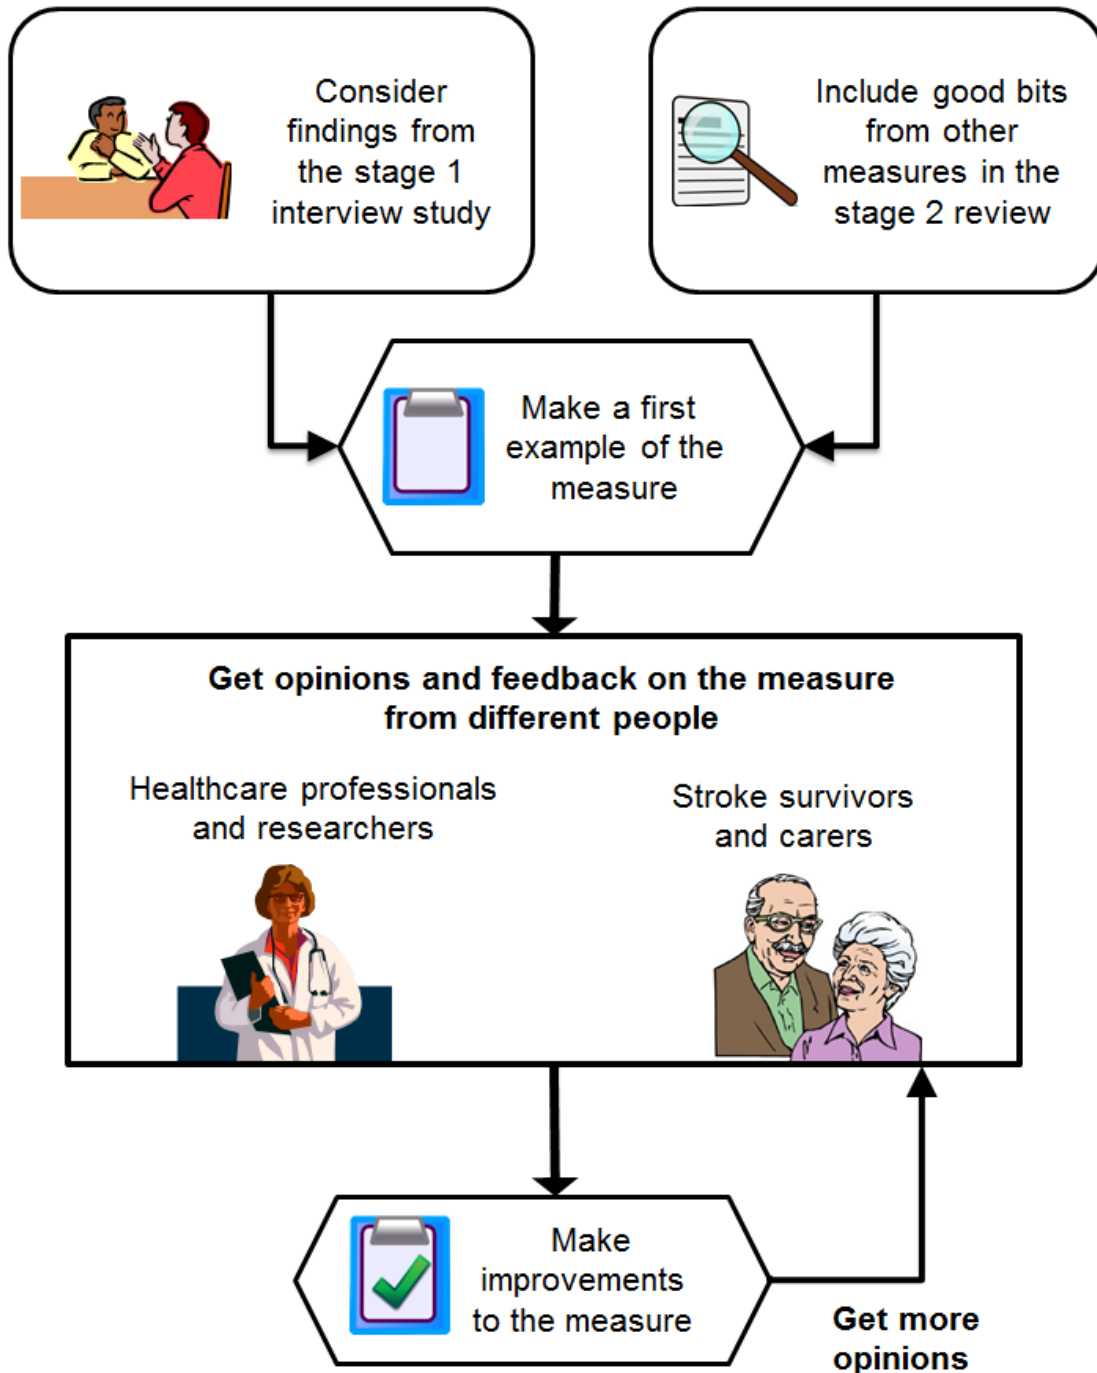 Consider
findings from
the stage 1
interview study
Include good bits
from other
measures in the
stage 2 review
Make a first
example of the
measure
Get opinions and feedback on the measure
from different people
Healthcare professionals
and researchers
Stroke survivors
and carers
Make
improvements
to the measure
Get more
opinions